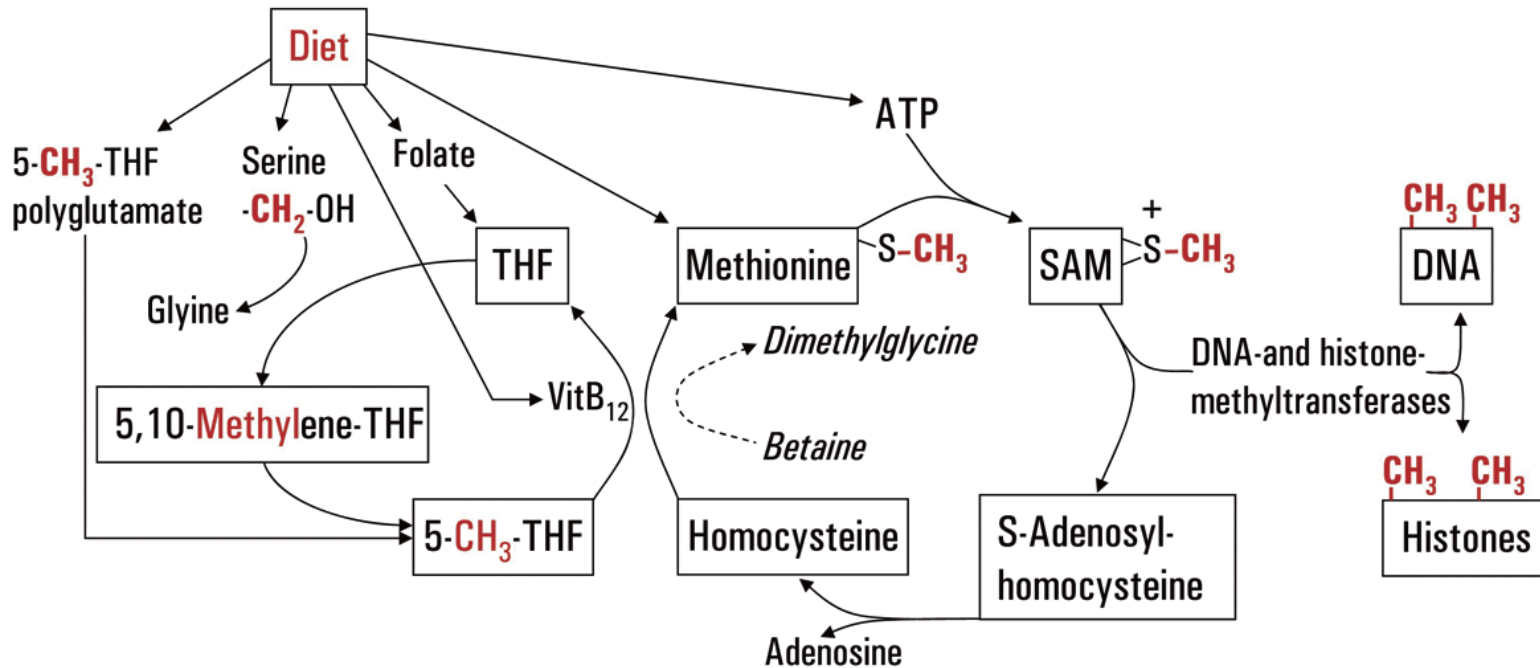 Diet
ATP
5-CH₃-THF
polyglutamate
Serine
-CH₂-OH
Folate
Glyine
THF
Methionine
S-CH₃
SAM
+
S-CH₃
CH₃ CH₃
DNA
Dimethylglycine
Betaine
VitB₁₂
5,10-Methylene-THF
DNA-and histone-
methyltransferases
5-CH₃-THF
Homocysteine
S-Adenosyl-
homocysteine
CH₃ CH₃
Histones
Adenosine